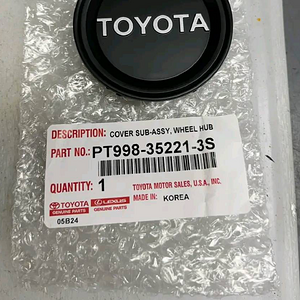 TOYOTA
DESCRIPTION: COVER SUB-ASSY, WHEEL HUB
PART NO.: PT998-35221-3S
QUANTITY: 1 TOYOTA MOTOR SALES, U.S.A., INC.
MADE IN: KOREA
TOYOTA LEXUS
GENUINE PARTS GENUINE PARTS
05B24